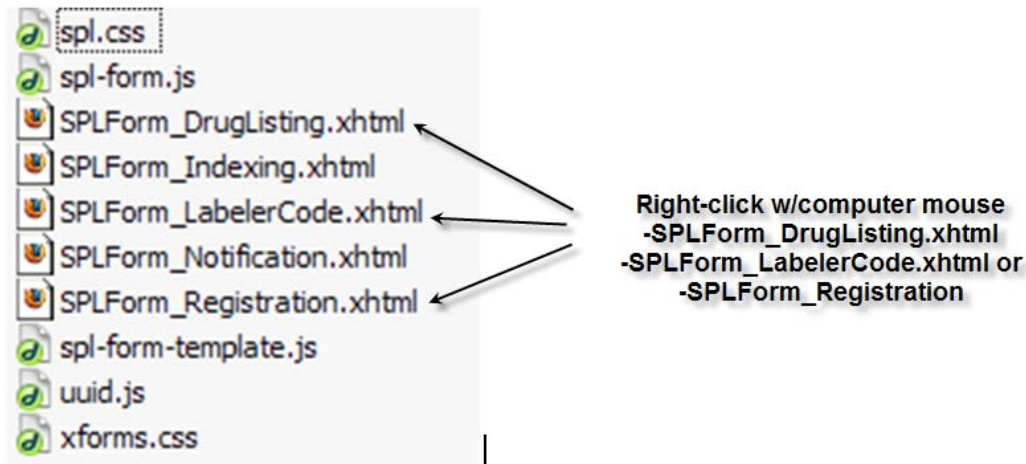 spl.css
spl-form.js
SPLForm_DrugListing.xhtml
SPLForm_Indexing.xhtml
SPLForm_LabelerCode.xhtml
SPLForm_Notification.xhtml
SPLForm_Registration.xhtml
spl-form-template.js
uuid.js
xforms.css
Right-click w/computer mouse
-SPLForm_DrugListing.xhtml
-SPLForm_LabelerCode.xhtml or
-SPLForm_Registration